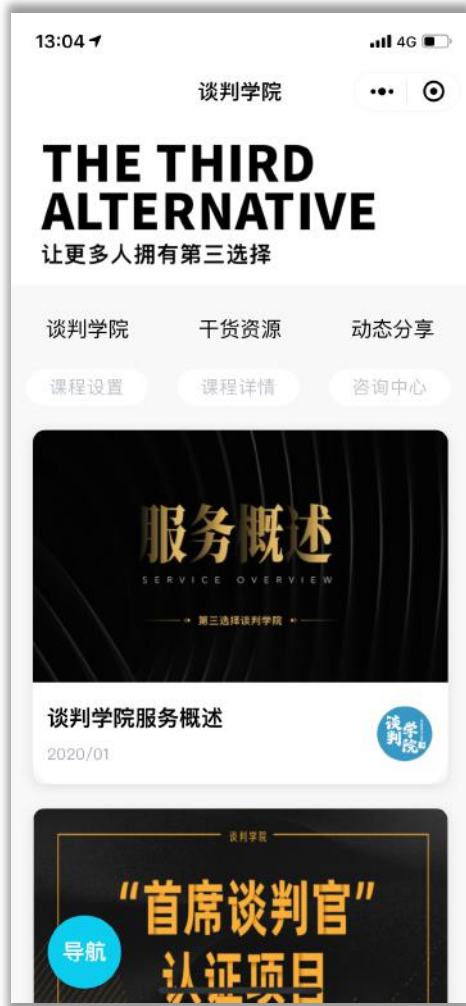 13:04
4G
谈判学院
THE THIRD
ALTERNATIVE
让更多人拥有第三选择
谈判学院 干货资源 动态分享
课程设置 课程详情 咨询中心
服务概述
SERVICE OVERVIEW
第三选择谈判学院
谈判学院服务概述
谈判学院
2020/01
谈判学院
“首席谈判官”
认证项目
导航